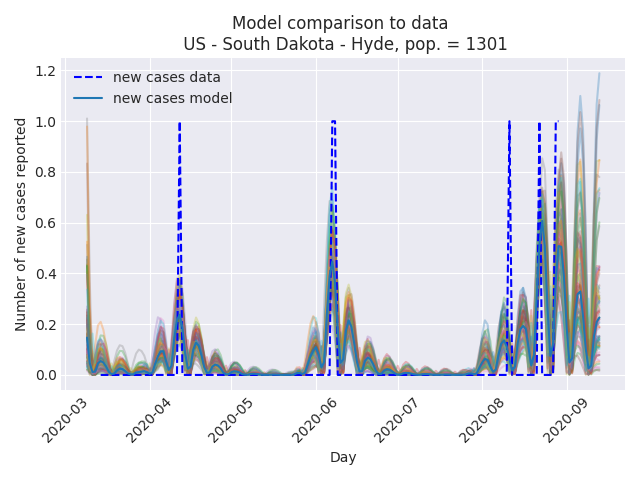 Model comparison to data
US - South Dakota - Hyde, pop. = 1301
new cases data
new cases model
Number of new cases reported
1.2
1.0
0.8
0.6
0.4
0.2
0.0
2020-03
2020-04
2020-05
2020-06
2020-07
2020-08
2020-09
Day